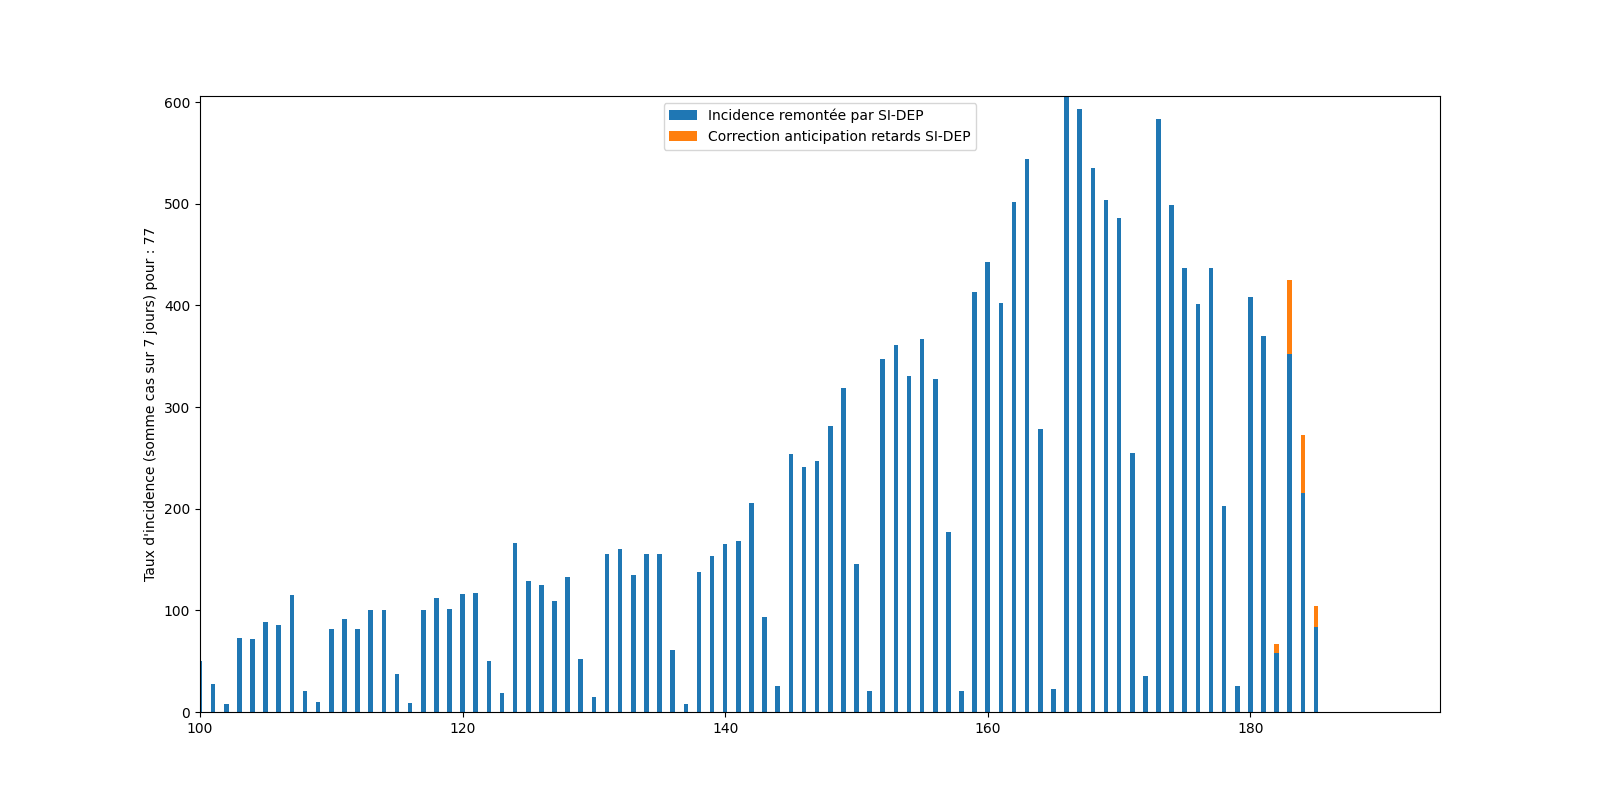 Incidence remontée par SI-DEP
Correction anticipation retards SI-DEP
Taux d'incidence (somme cas sur 7 jours) pour : 77
600
500
400
300
200
100
0
100 120 140 160 180